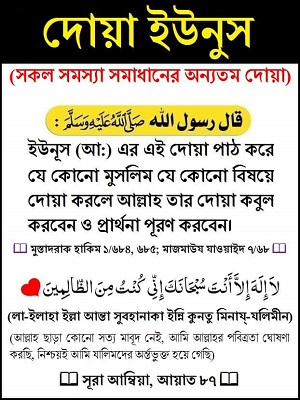 দোয়া ইউনুস
(সকল সমস্যা সমাধানের অন্যতম দোয়া)
قال رسول الله صَلَّى اللَّهُ عَلَيْهِ وَسَلَّمَ :
ইউনূস (আ:) এর এই দোয়া পাঠ করে
যে কোনো মুসলিম যে কোনো বিষয়ে
দোয়া করলে আল্লাহ তার দোয়া কবুল
করবেন ও প্রার্থনা পূরণ করবেন।
মুস্তাদরাক হাকিম ১/৬৮৪, ৬৮৫; মাজমাউয যাওয়াইদ ৭/৬৮
لَا إِلَهَ إِلَّا أَنْتَ سُبْحَانَكَ إِنِّي كُنْتُ مِنَ الظَّالِمِينَ
(লা-ইলাহা ইল্লা আন্তা সুবহানাকা ইন্নি কুনতু মিনায্-যলিমীন)
(আল্লাহ ছাড়া কোনো সত্য মাবূদ নেই, আমি আল্লাহর পবিত্রতা ঘোষণা
করছি, নিশ্চয়ই আমি যালিমদের অর্ন্তভুক্ত হয়ে গেছি)
সূরা আম্বিয়া, আয়াত ৮৭